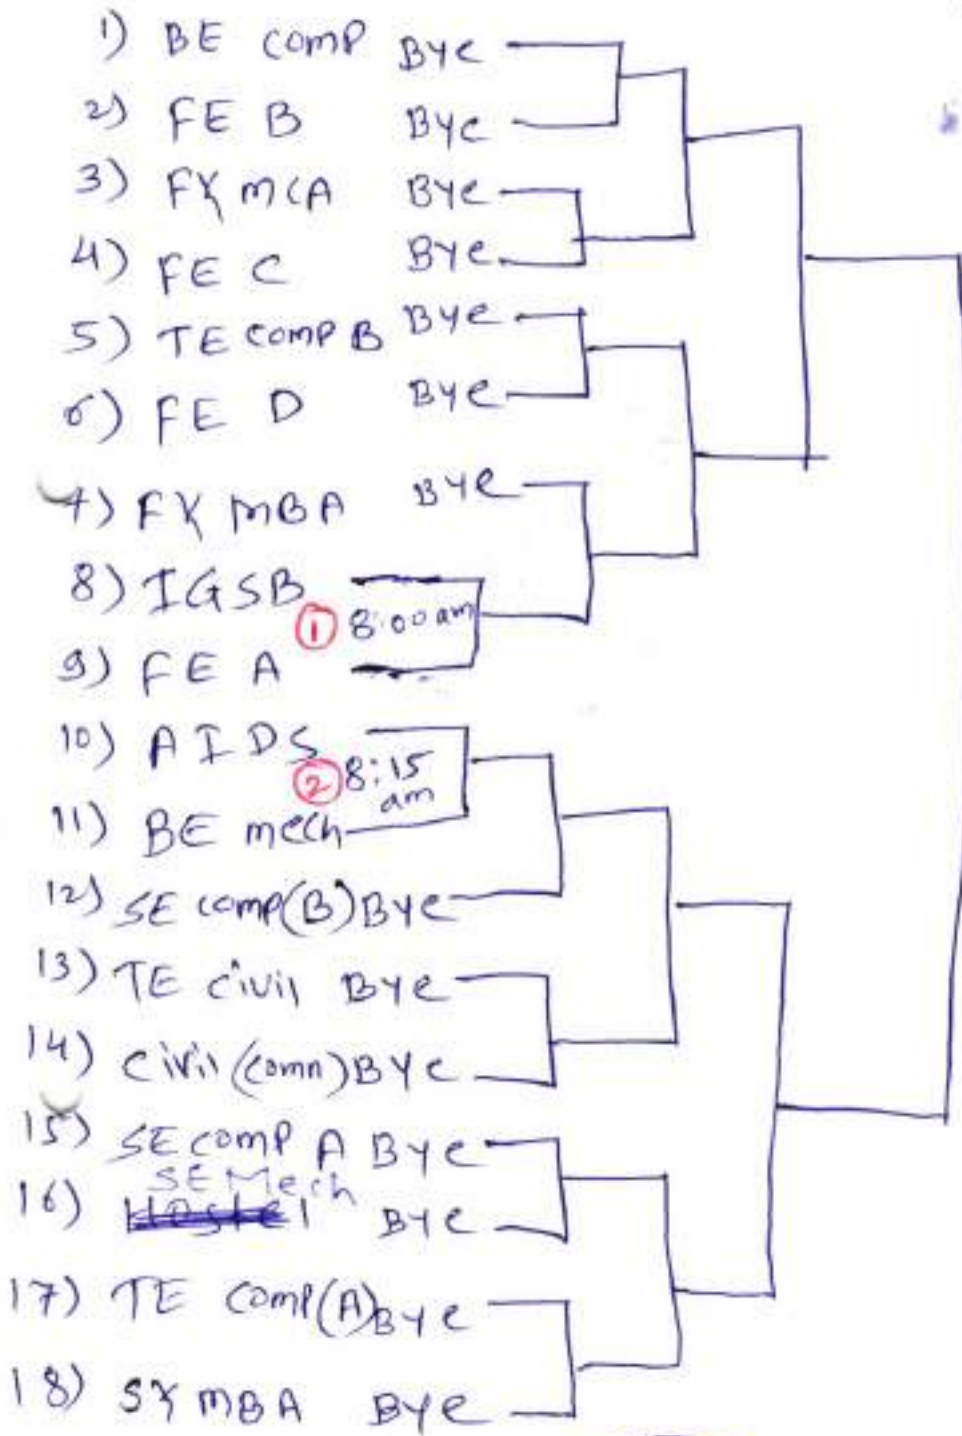 1) BE comp Bye
2) FE B Bye
3) FY MCA Bye
4) FE C Bye
5) TE comp B Bye
6) FE D Bye
7) FY MBA Bye
8) IGSB
1 8:00 am
9) FE A
10) AIDS
2 8:15 am
11) BE mech
12) SE comp(B) Bye
13) TE civil Bye
14) civil (comn) Bye
15) SE comp A Bye
SE Mech
16) Bye
17) TE comp(A) Bye
18) SY MBA Bye